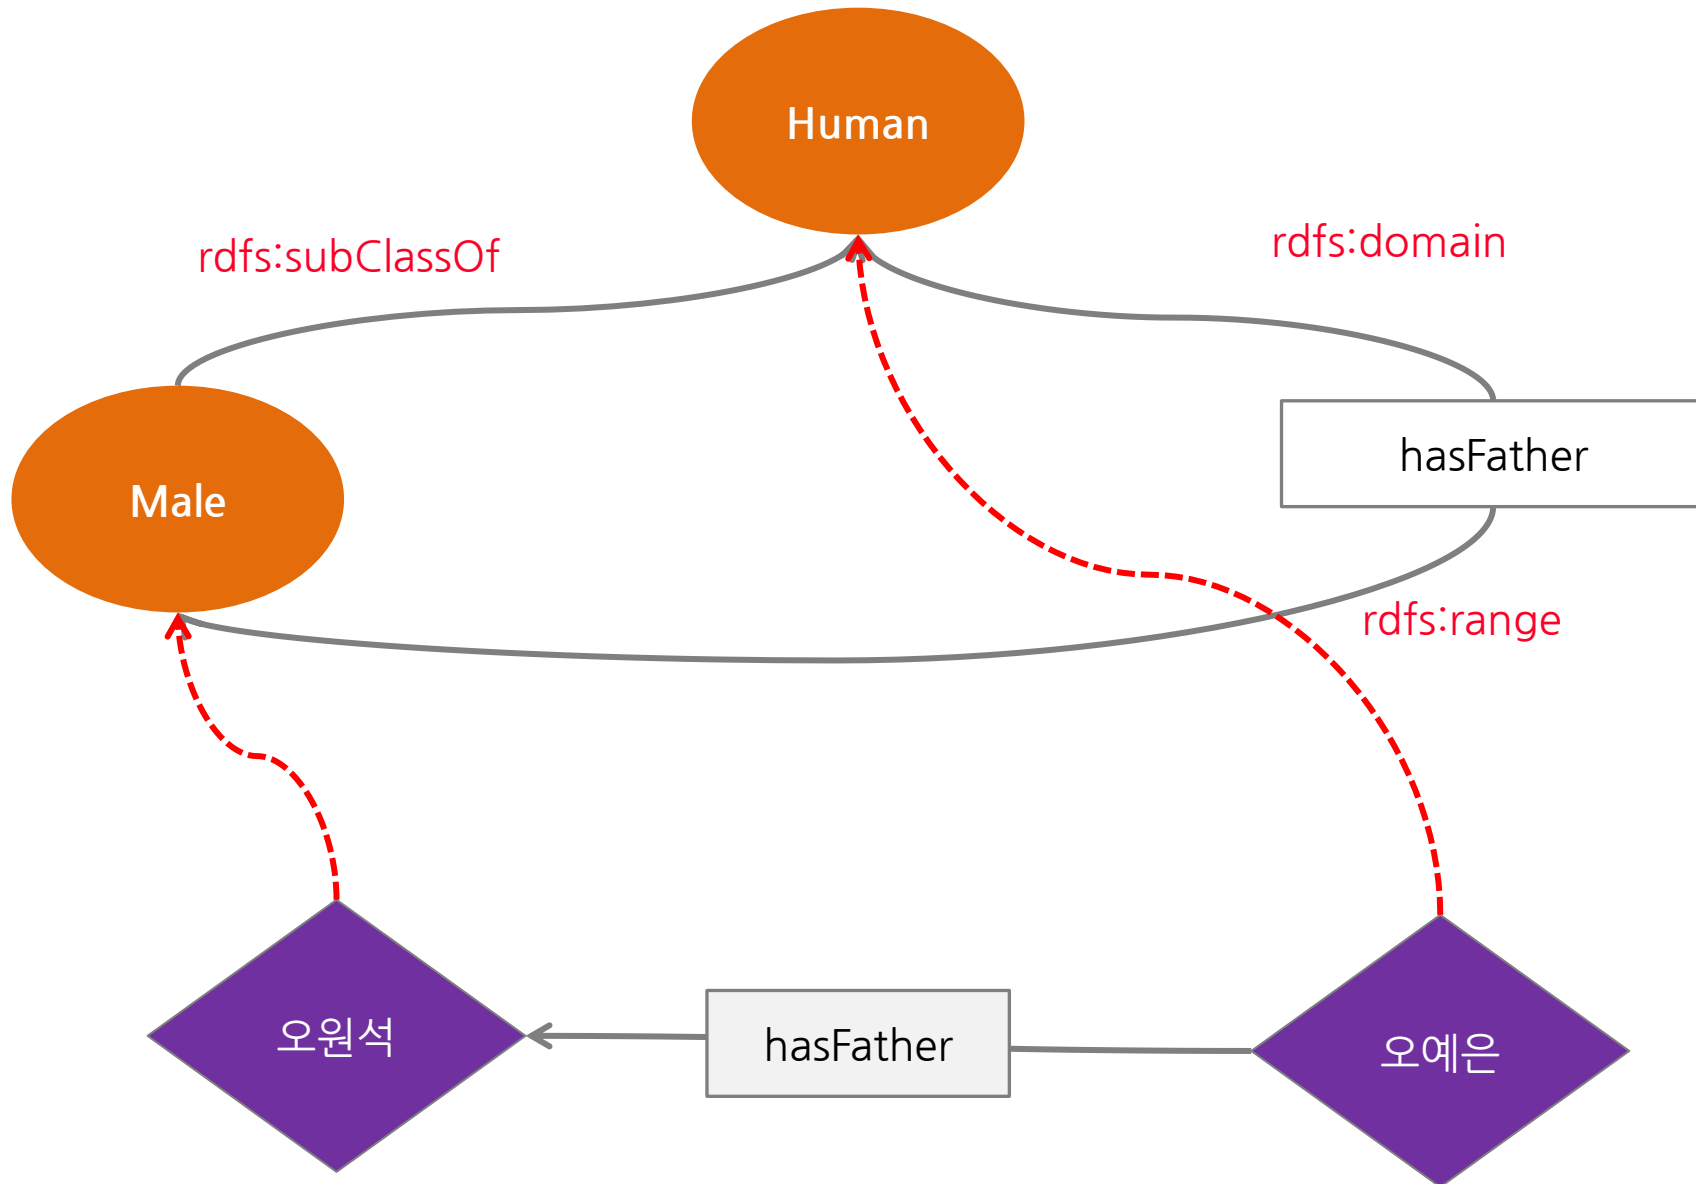 Human
rdfs:subClassOf
rdfs:domain
hasFather
Male
rdfs:range
오원석
hasFather
오예은